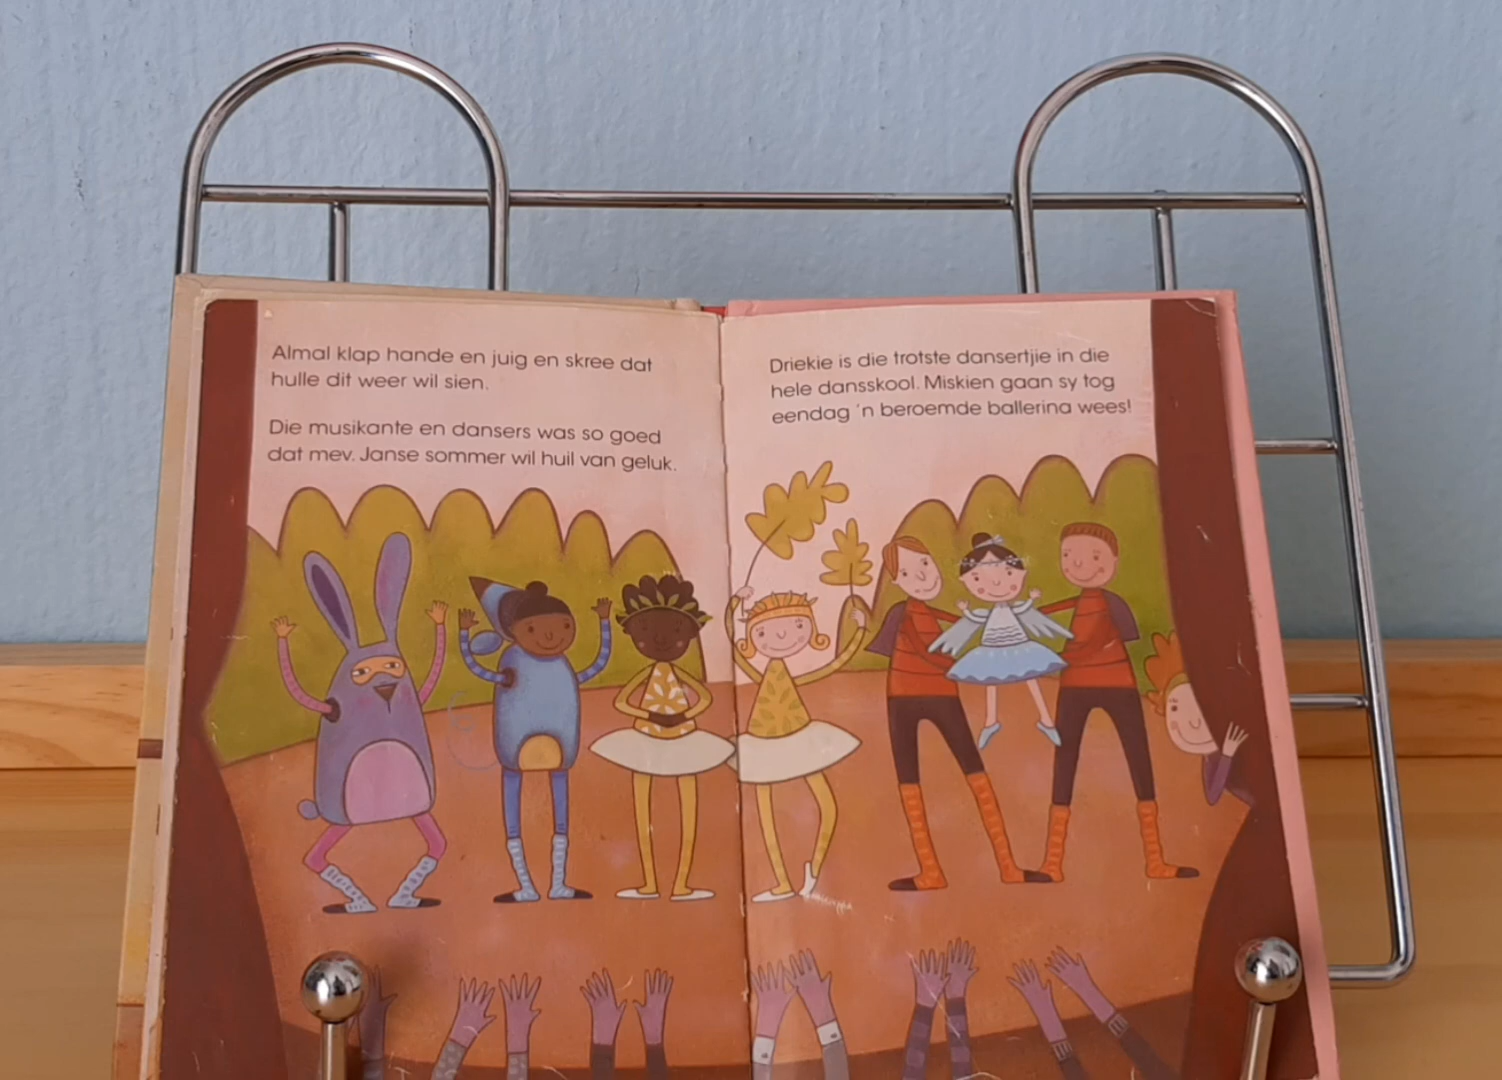 Almal klap hande en juig en skree dat
hulle dit weer wil sien.
Die musikante en dansers was so goed
dat mev. Janse sommer wil huil van geluk.
Driekie is die trotste dansertjie in die
hele dansskool. Miskien gaan sy tog
eendag 'n beroemde ballerina wees!